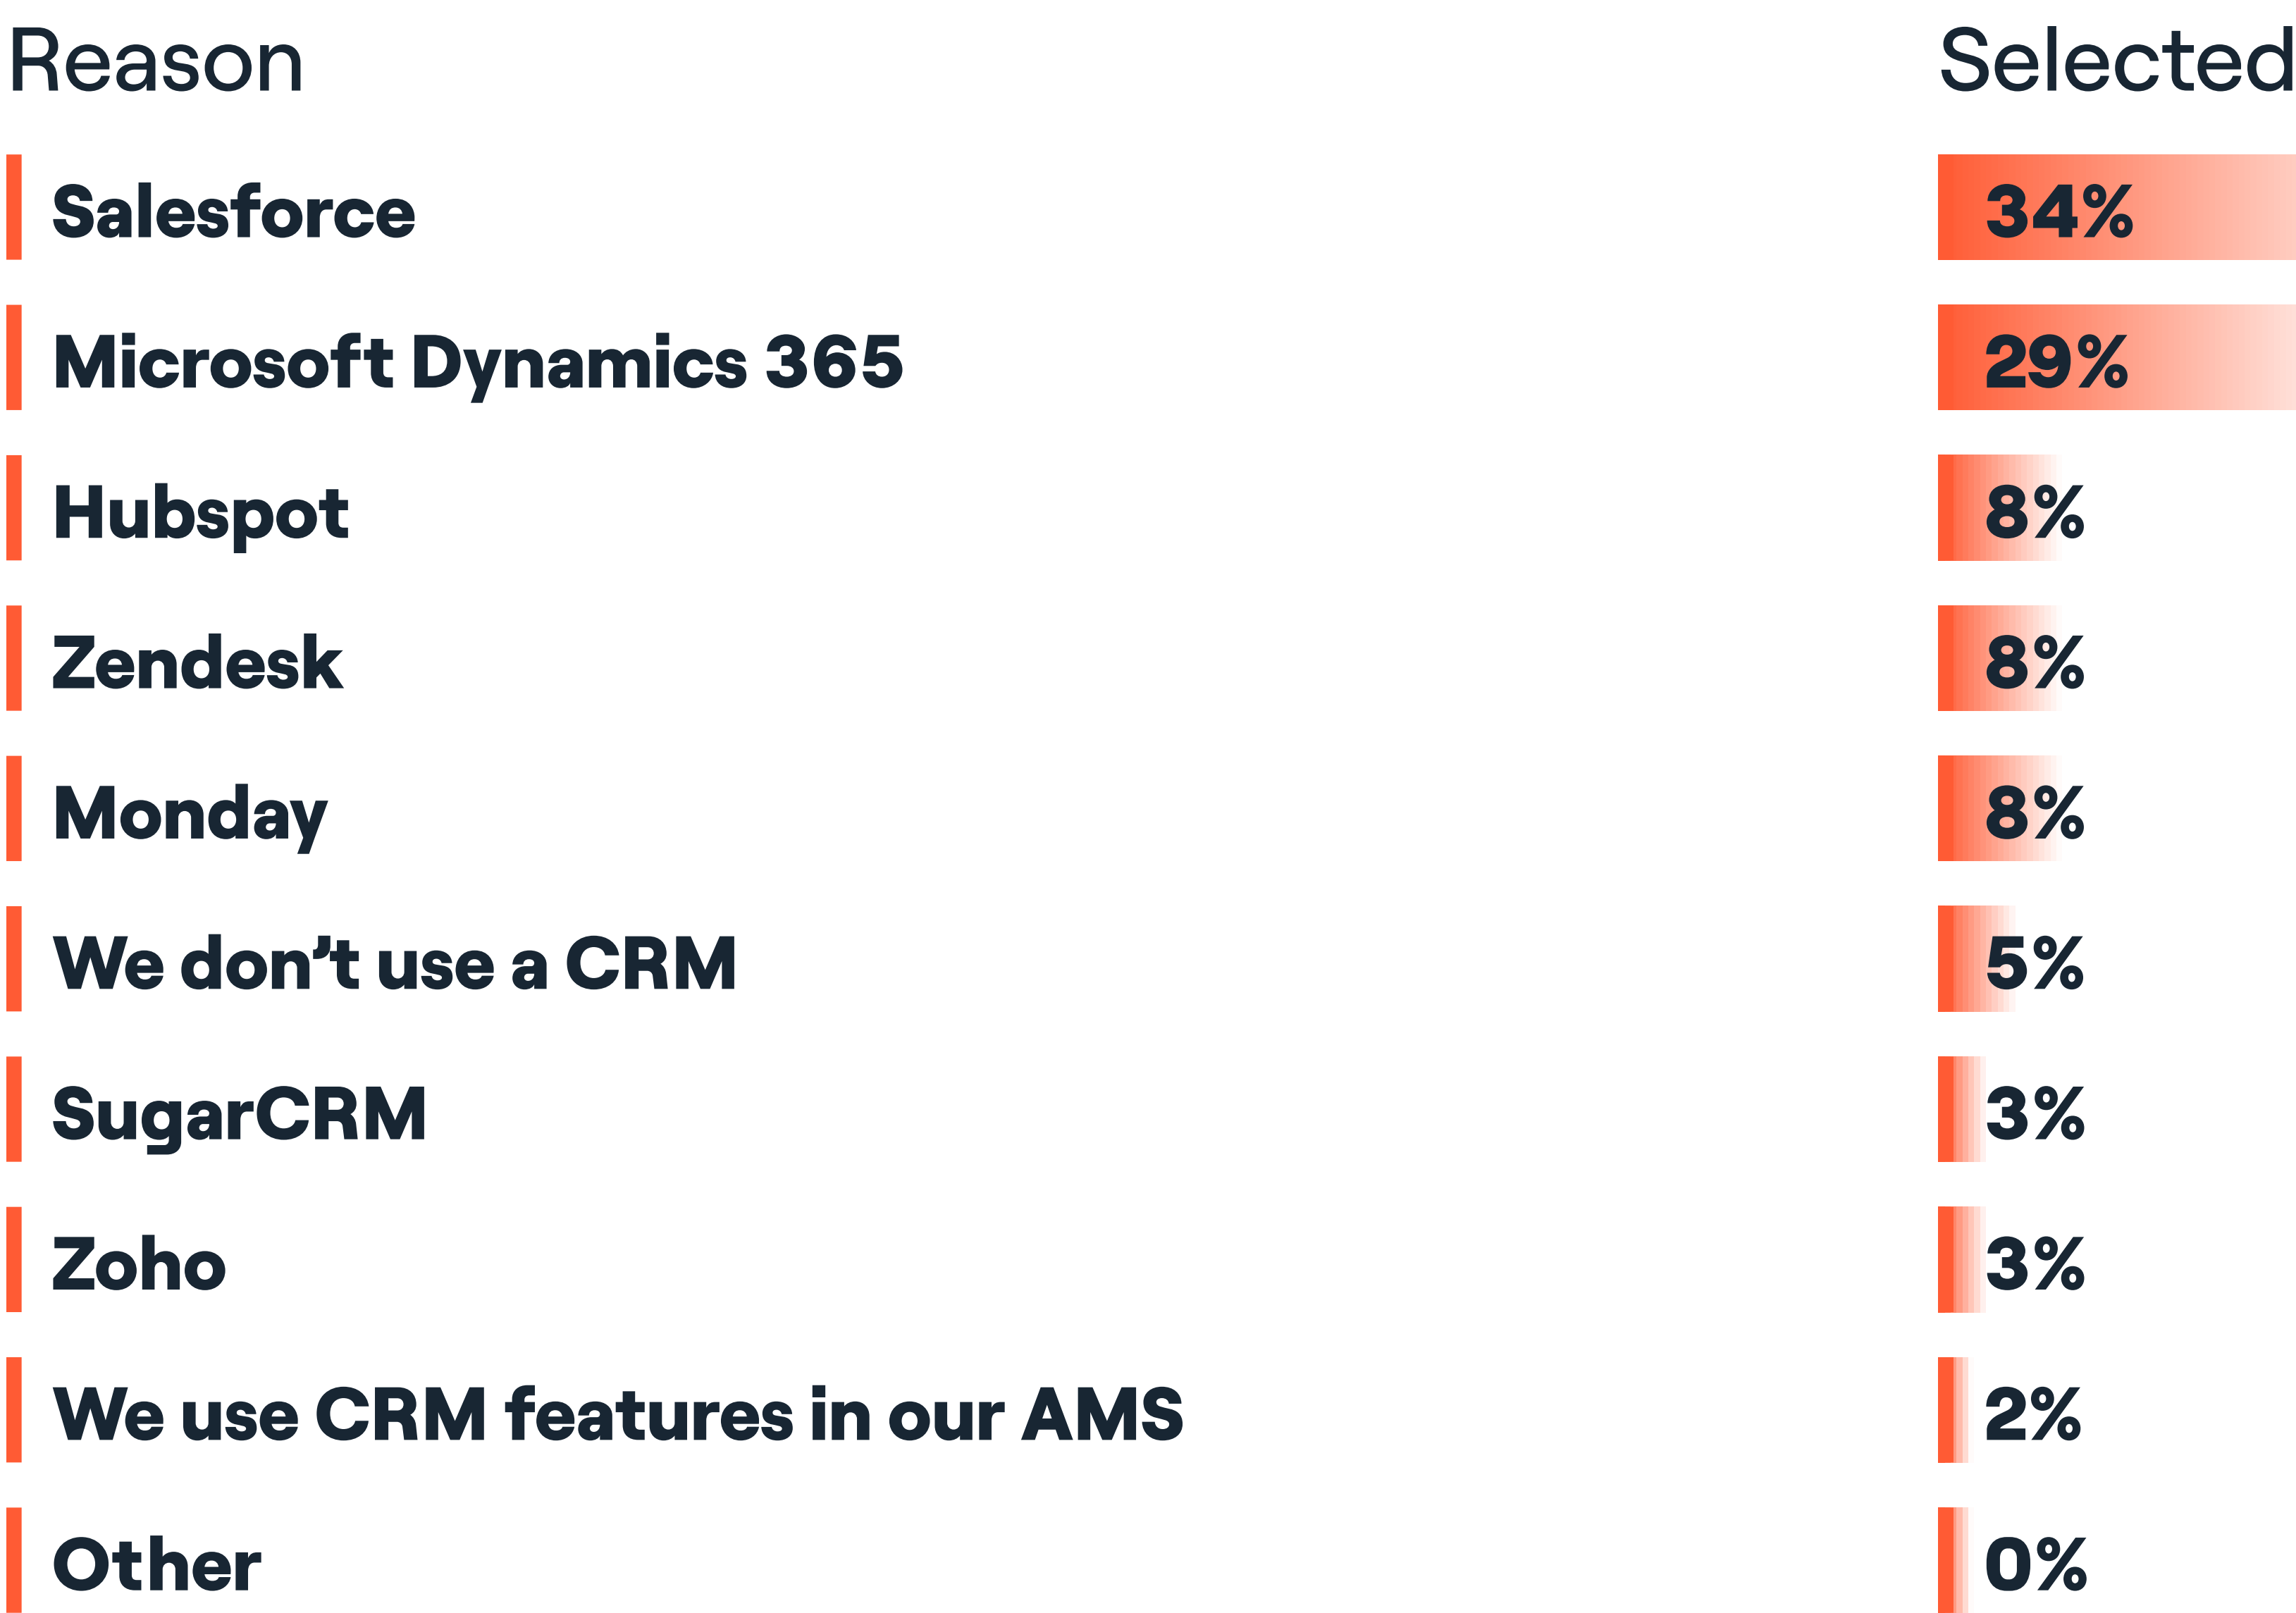 Reason Selected
Salesforce 34%
Microsoft Dynamics 365 29%
Hubspot 8%
Zendesk 8%
Monday 8%
We don’t use a CRM 5%
SugarCRM 3%
Zoho 3%
We use CRM features in our AMS 2%
Other 0%